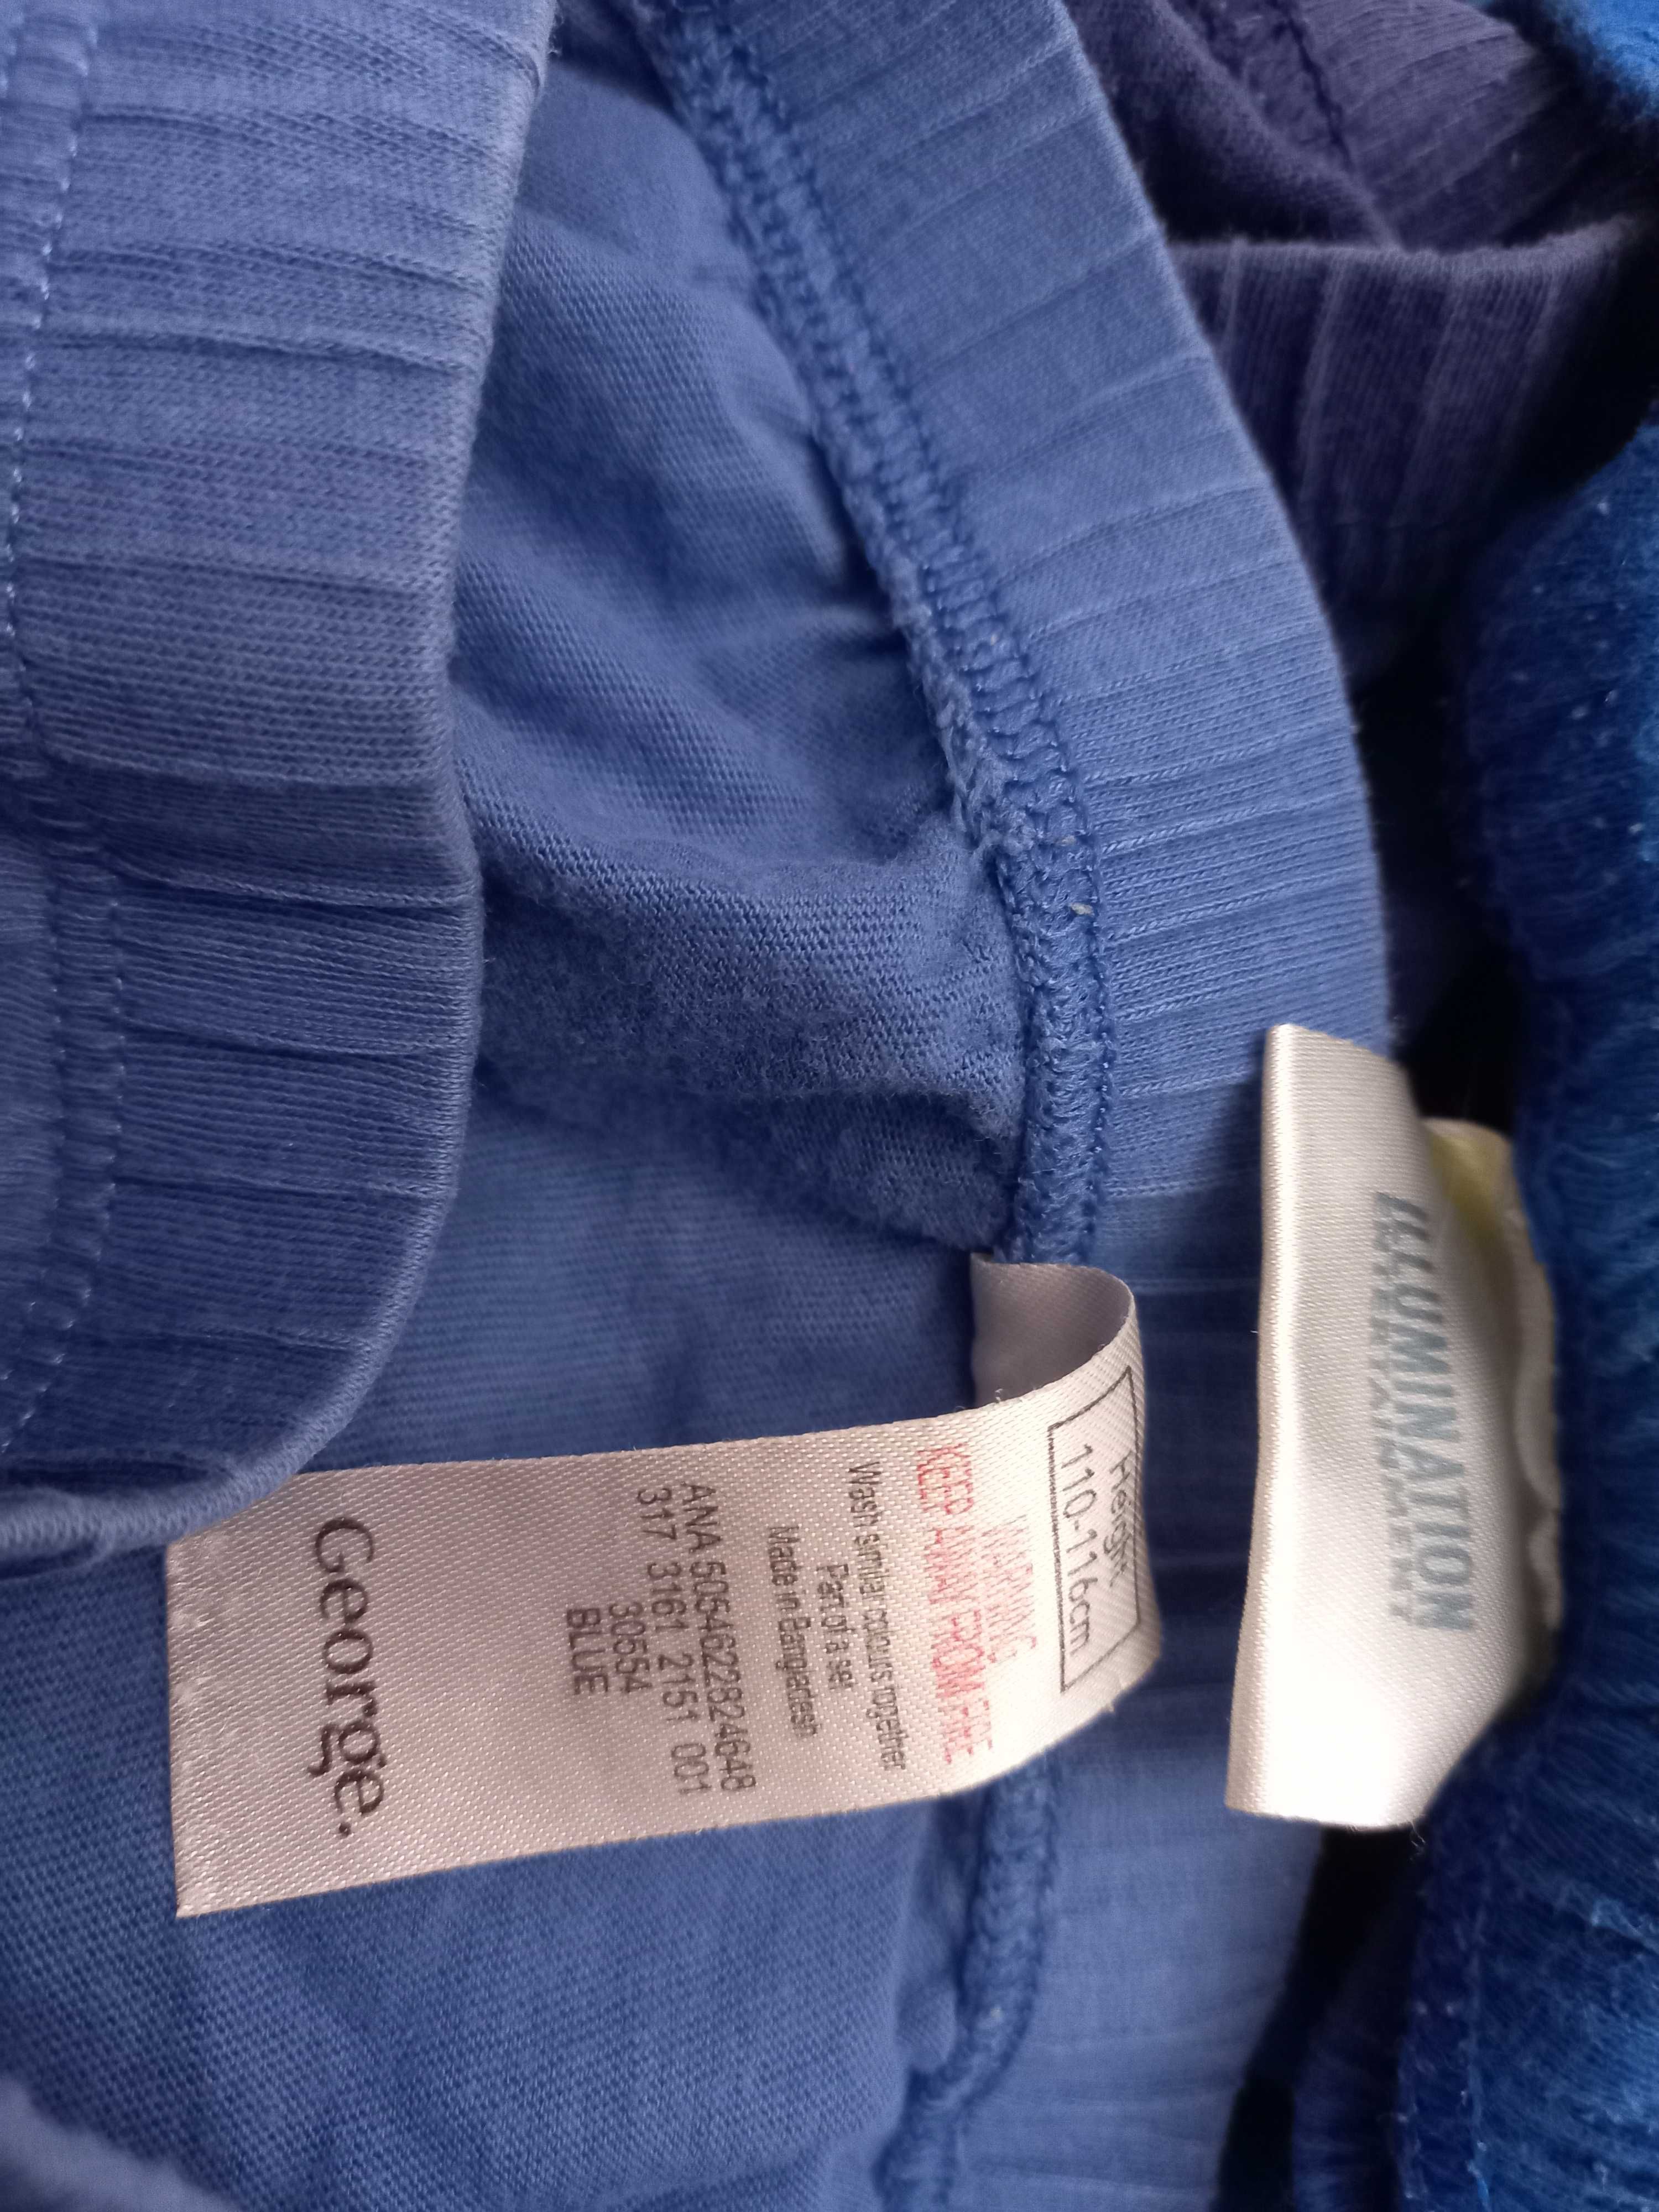 Height
110-116cm
WARNING
KEEP AWAY FROM FIRE
Wash similar colours together
Part of a set
Made in Bangladesh
ANA 5054622824648
317 3161 2151 001
30554
BLUE
George.
ILLUMINATION